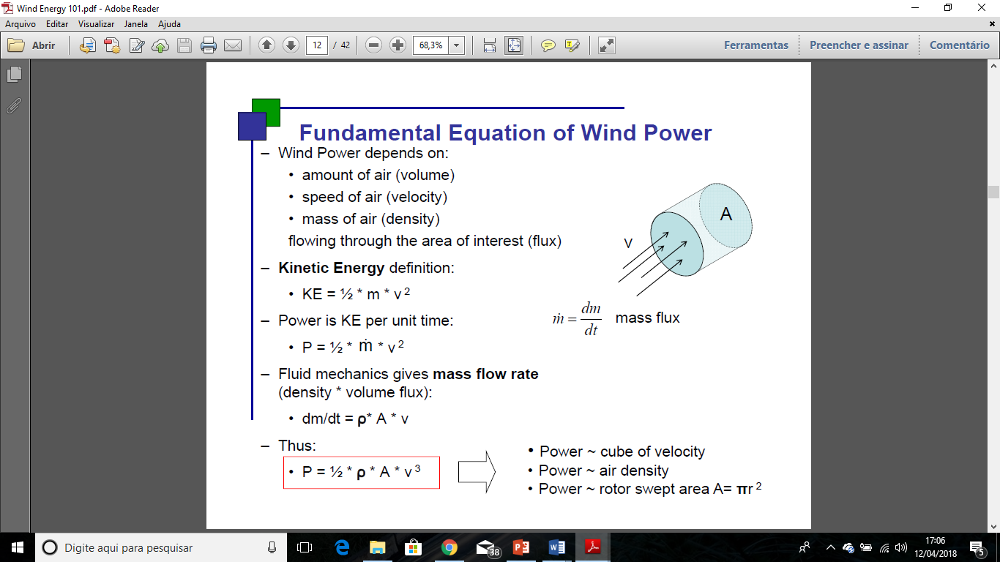 Wind Energy 101.pdf - Adobe Reader
Arquivo Editar Visualizar Janela Ajuda
Abrir 12 / 42 68,3% Ferramentas Preencher e assinar Comentário
Fundamental Equation of Wind Power
– Wind Power depends on:
• amount of air (volume)
• speed of air (velocity)
• mass of air (density)
flowing through the area of interest (flux)
A
V
– Kinetic Energy definition:
• KE = ½ * m * v 2
– Power is KE per unit time:
• P = ½ * ṁ * v 2
ṁ = dm/dt mass flux
– Fluid mechanics gives mass flow rate
(density * volume flux):
• dm/dt = ρ* A * v
– Thus:
• P = ½ * ρ * A * v 3
• Power ~ cube of velocity
• Power ~ air density
• Power ~ rotor swept area A= πr 2
Digite aqui para pesquisar
38
17:06
12/04/2018
5